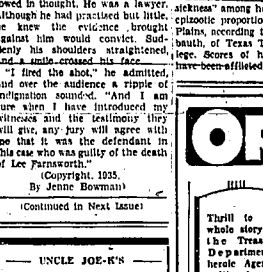 owed in thought. He was a lawyer.
Although he had practised but little,
he knew the evidence brought
against him would convict. Sud-
denly his shoulders straightened,
and a smile crossed his face.
"I fired the shot," he admitted,
and over the audience a ripple of
indignation sounded. "And I am
sure when I have introduced my
witnesses and the testimony they
will give, any jury will agree with
me that it was the defendant in
this case who was guilty of the death
of Lee Farnsworth."
(Copyright, 1935,
By Jenne Bowman)
(Continued in Next Issue)
UNCLE JOE-K'S
sickness" among ho
epizootic proportio
Plains, according t
bauth, of Texas T
lege. Scores of h
have been afflicted
OR
Thrill to
whole story
the Treas
Departmen
heroic Agen